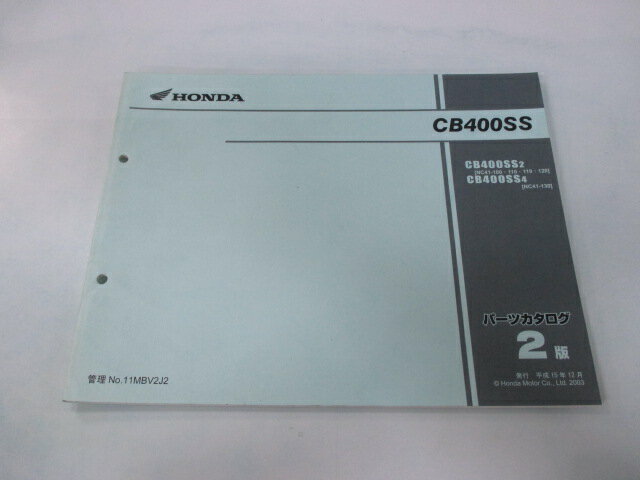 HONDA
CB400SS
CB400SS2
[NC41-100・110・119・120]
CB400SS4
[NC41-130]
パーツカタログ
2版
発行 平成15年12月
© Honda Motor Co., Ltd. 2003
管理 No.11MBV2J2